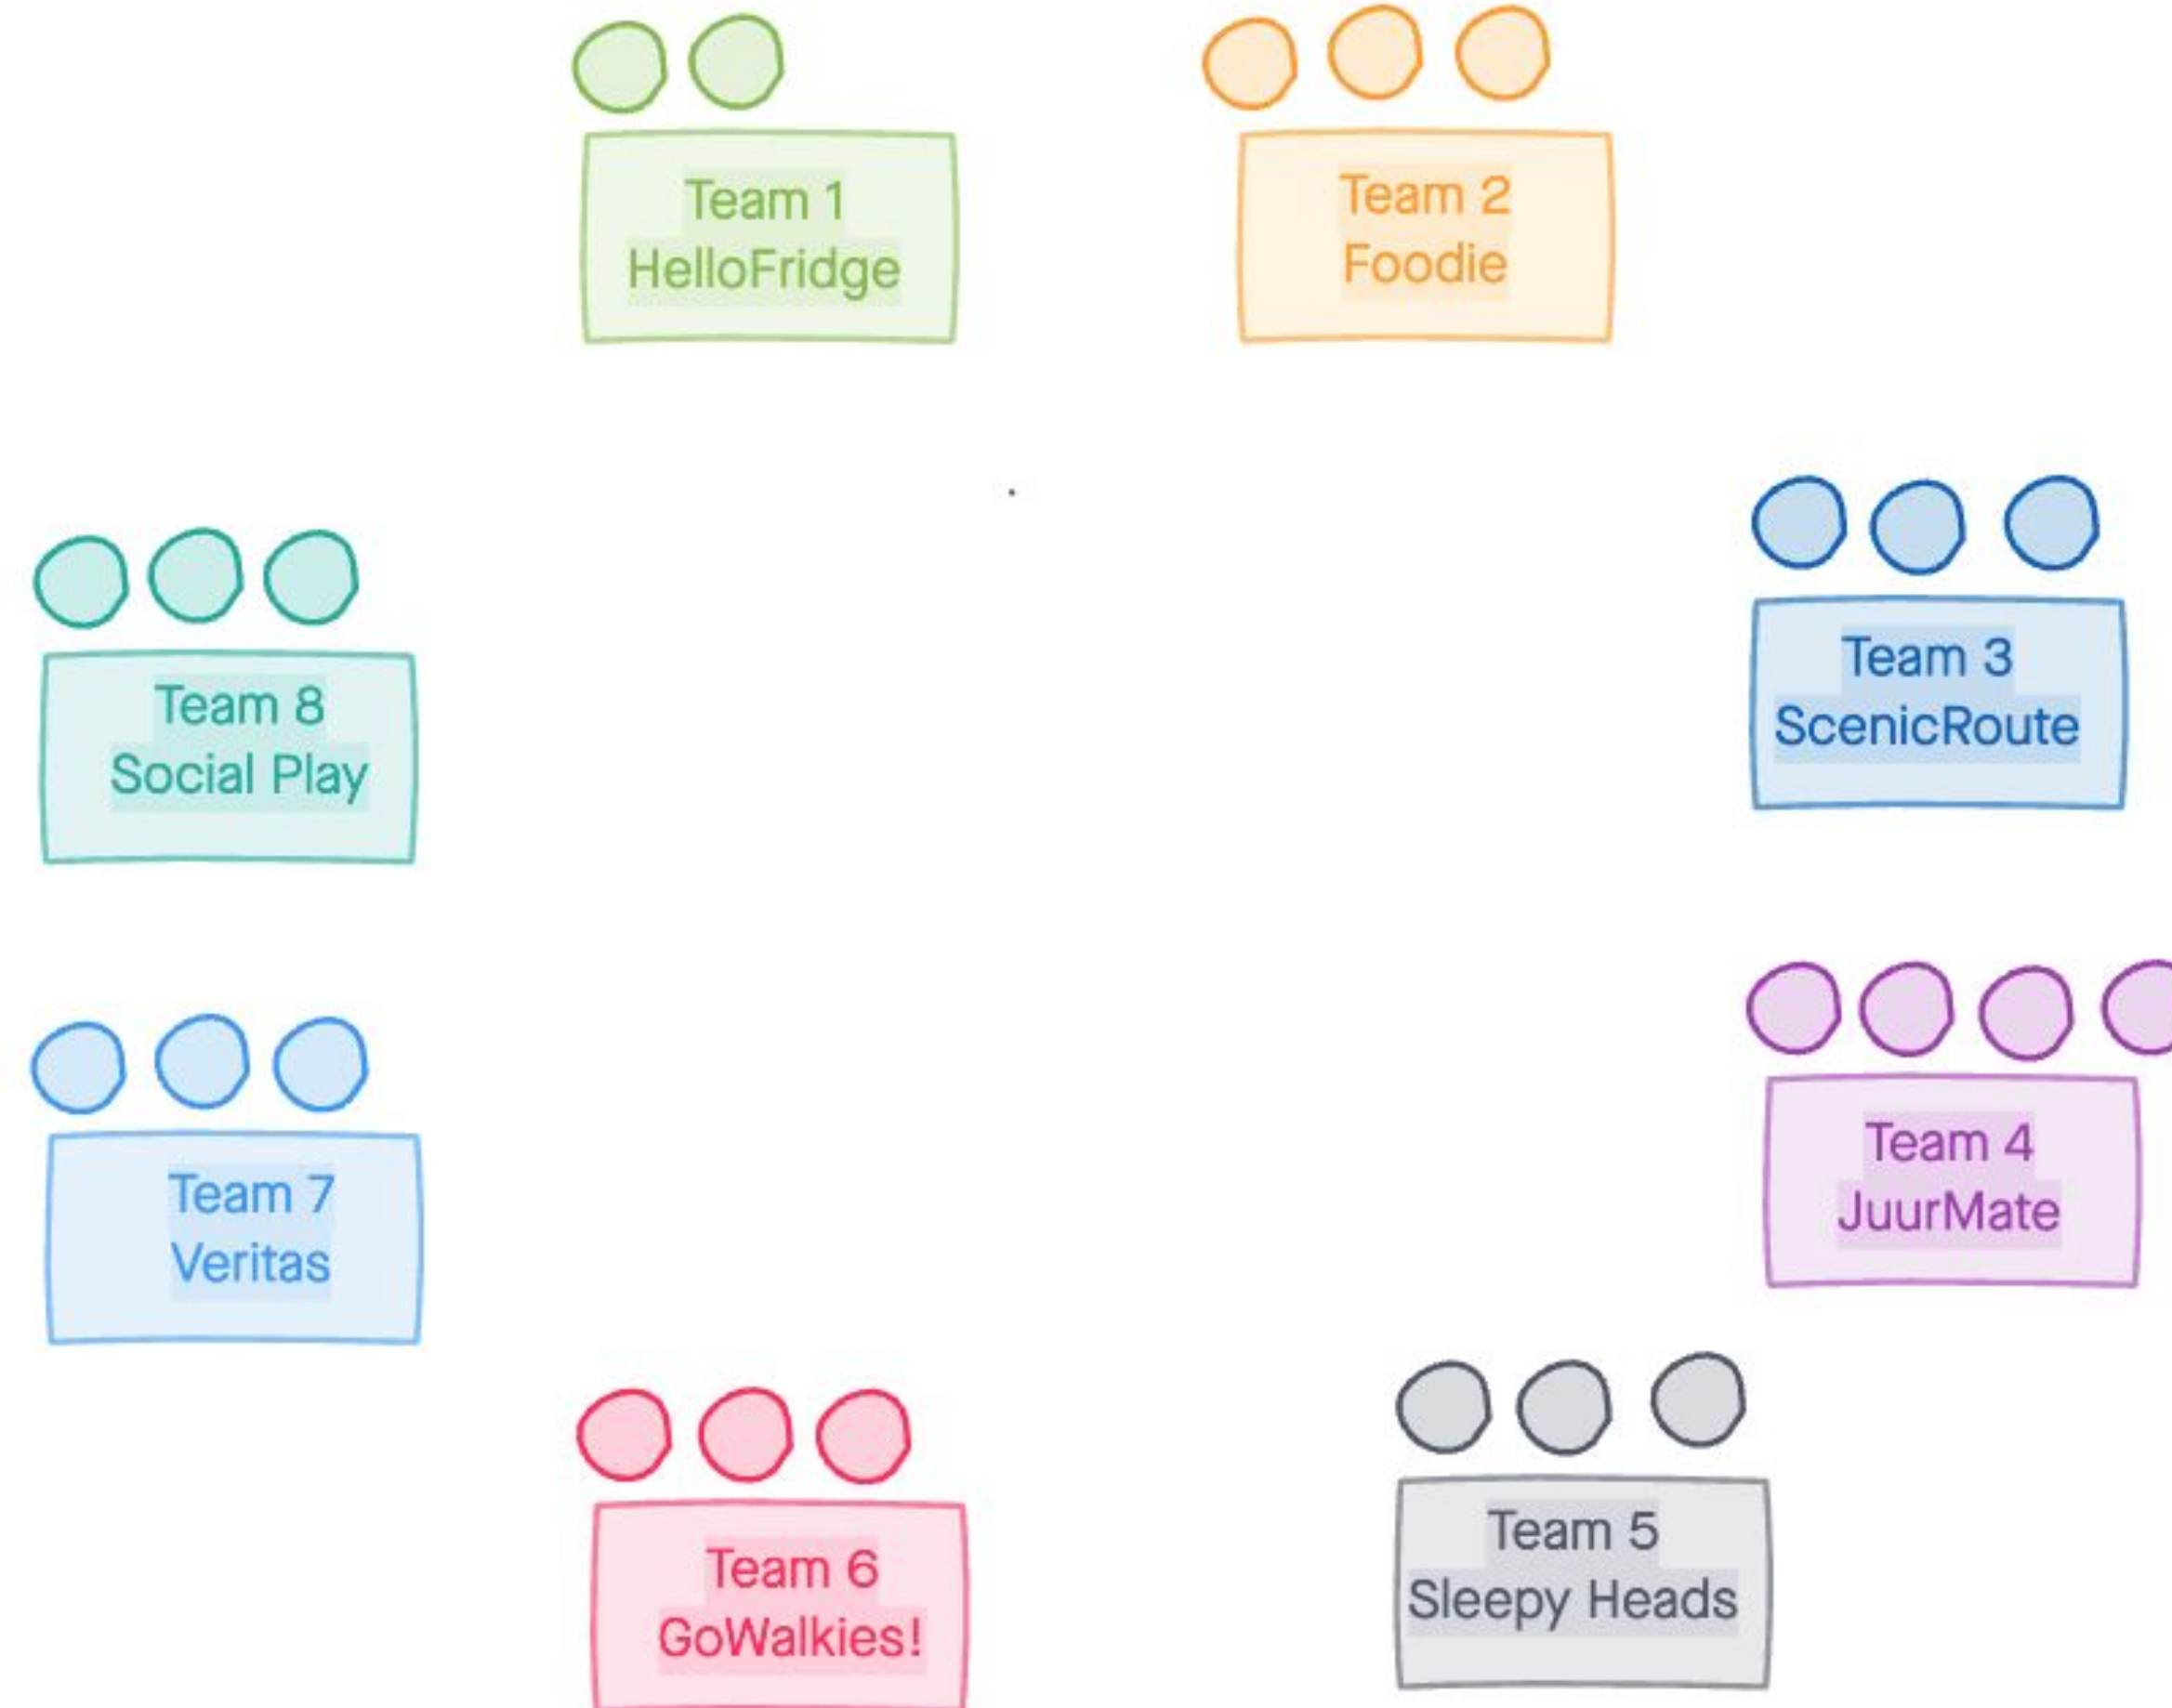 Team 1
HelloFridge
Team 2
Foodie
Team 3
ScenicRoute
Team 8
Social Play
Team 4
JuurMate
Team 7
Veritas
Team 5
Sleepy Heads
Team 6
GoWalkies!